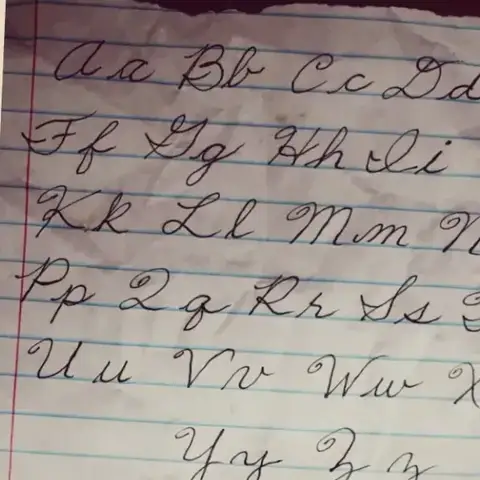 Aa Bb Cc Dd
Ff Gg Hh Ii
Kk Ll Mm N
Pp Qq Rr Ss
Uu Vv Ww X
Yy Zz